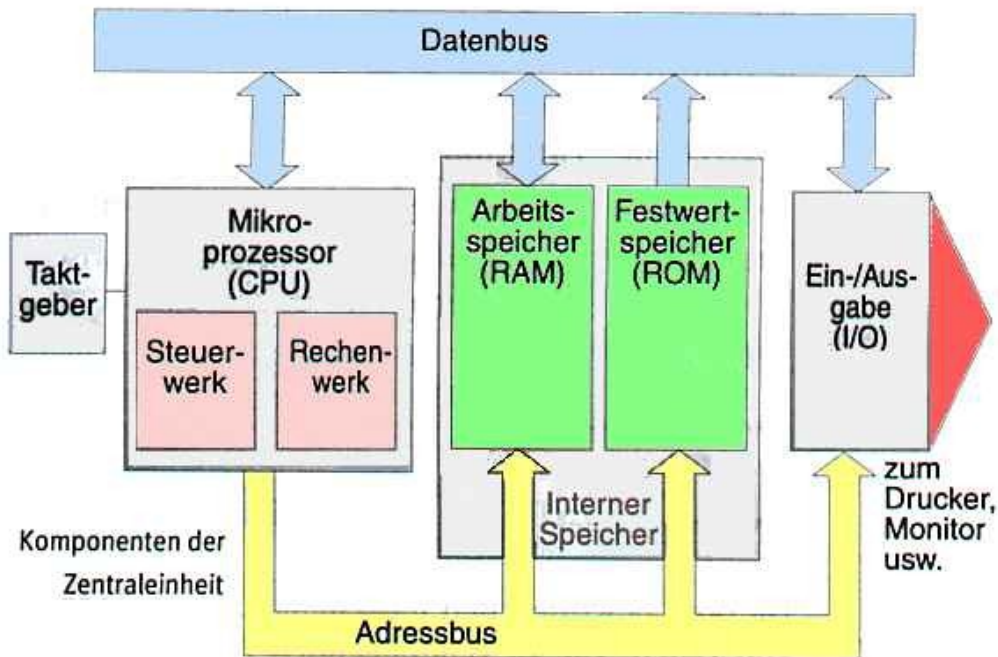 Datenbus
Mikro-
prozessor
(CPU)
Takt-
geber
Steuer-
werk
Rechen-
werk
Arbeits-
speicher
(RAM)
Festwert-
speicher
(ROM)
Ein-/Aus-
gabe
(I/O)
Interner
Speicher
zum
Drucker,
Monitor
usw.
Komponenten der
Zentraleinheit
Adressbus